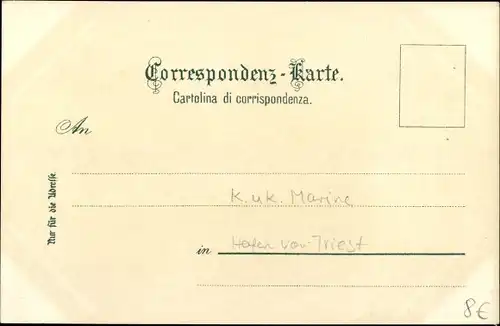 Correspondenz-Karte.
Cartolina di corrispondenza.
An
Nur für die Adresse.
K.u.k. Marine
in Hafen von Triest
8€